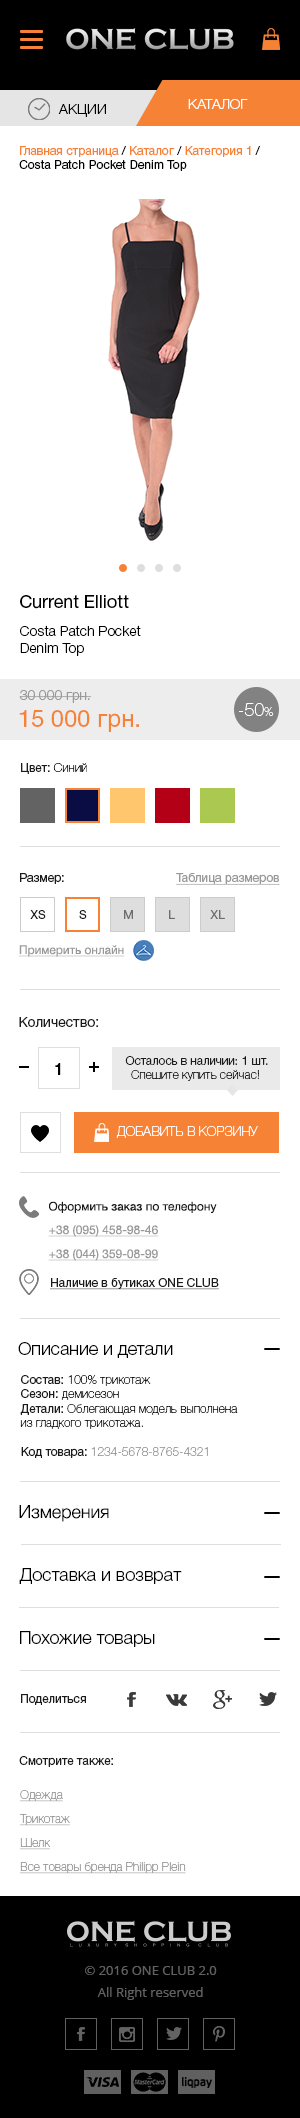 ONE CLUB
АКЦИИ
КАТАЛОГ
Главная страница / Каталог / Категория 1 /
Costa Patch Pocket Denim Top
Current Elliott
Costa Patch Pocket
Denim Top
30 000 грн.
15 000 грн.
-50%
Цвет: Синий
Размер:
Таблица размеров
XS
S
M
L
XL
Примерить онлайн
Количество:
1
Осталось в наличии: 1 шт.
Спешите купить сейчас!
ДОБАВИТЬ В КОРЗИНУ
Оформить заказ по телефону
+38 (095) 458-98-46
+38 (044) 359-08-99
Наличие в бутиках ONE CLUB
Описание и детали
Состав: 100% трикотаж
Сезон: демисезон
Детали: Облегающая модель выполнена
из гладкого трикотажа.
Код товара: 1234-5678-8765-4321
Измерения
Доставка и возврат
Похожие товары
Поделиться
Смотрите также:
Одежда
Трикотаж
Шелк
Все товары бренда Philipp Plein
ONE CLUB
LUXURY SHOPPING CLUB
© 2016 ONE CLUB 2.0
All Right reserved
VISA
MasterCard
liqpay